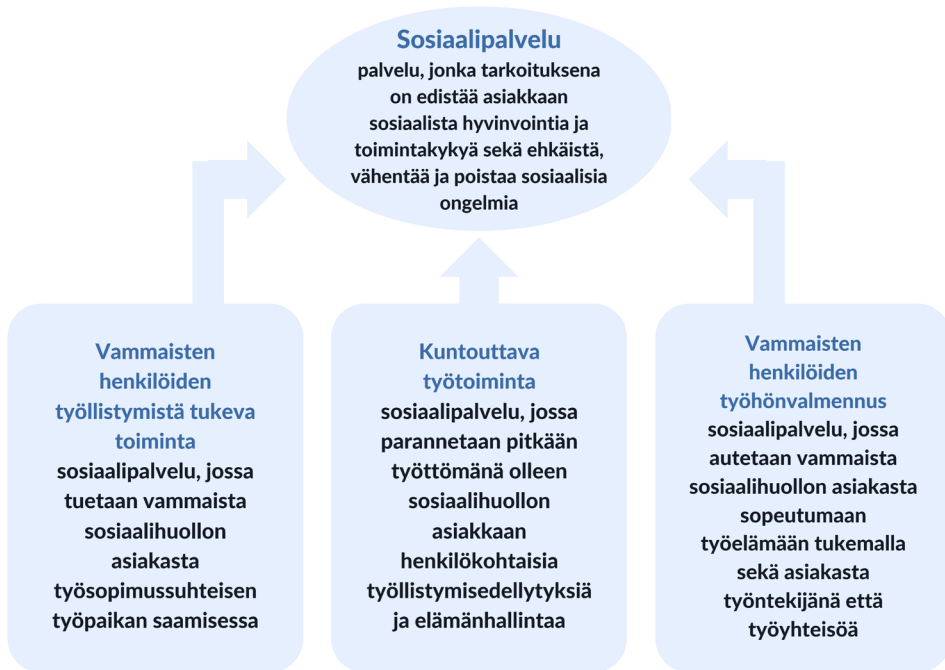 Sosiaalipalvelu
palvelu, jonka tarkoituksena
on edistää asiakkaan
sosiaalista hyvinvointia ja
toimintakykyä sekä ehkäistä,
vähentää ja poistaa sosiaalisia
ongelmia
Vammaisten
henkilöiden
työllistymistä tukeva
toiminta
sosiaalipalvelu, jossa
tuetaan vammaista
sosiaalihuollon
asiakasta
työsopimussuhteisen
työpaikan saamisessa
Kuntouttava
työtoiminta
sosiaalipalvelu, jossa
parannetaan pitkään
työttömänä olleen
sosiaalihuollon
asiakkaan
henkilökohtaisia
työllistymisedellytyksiä
ja elämänhallintaa
Vammaisten
henkilöiden
työhönvalmennus
sosiaalipalvelu, jossa
autetaan vammaista
sosiaalihuollon asiakasta
sopeutumaan
työelämään tukemalla
sekä asiakasta
työntekijänä että
työyhteisöä